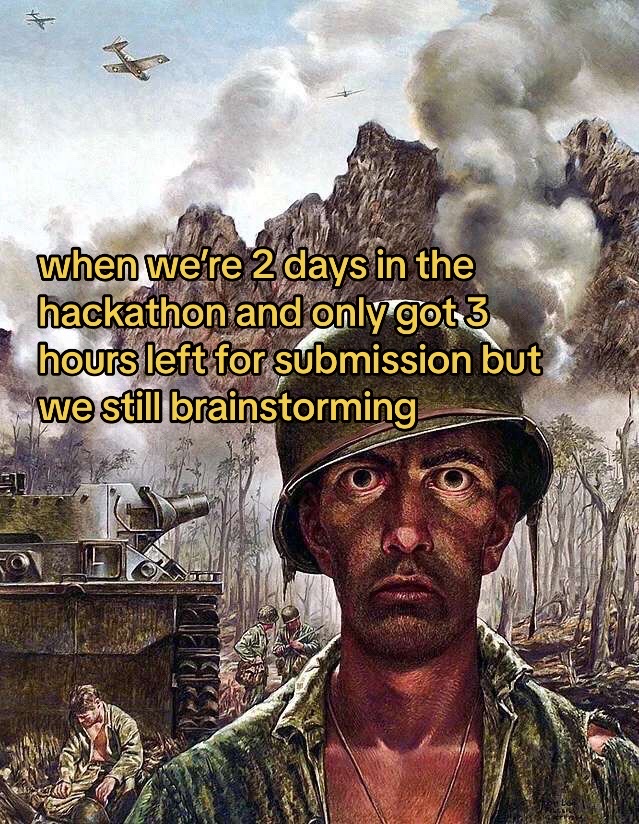 when we're 2 days in the
hackathon and only got 3
hours left for submission but
we still brainstorming